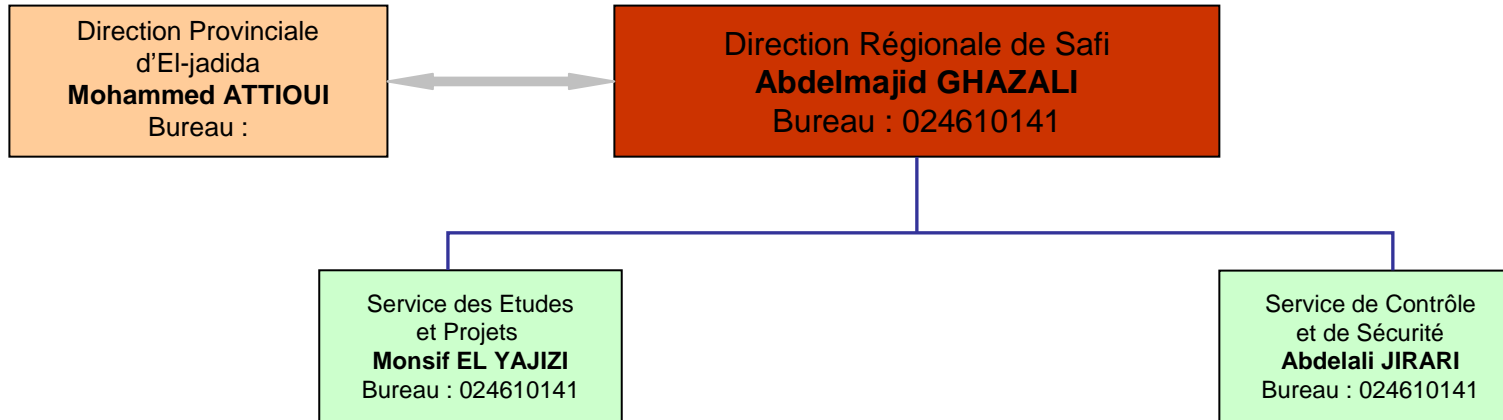 Direction Provinciale
d’El-jadida
Mohammed ATTIOUI
Bureau :
Direction Régionale de Safi
Abdelmajid GHAZALI
Bureau : 024610141
Service des Etudes
et Projets
Monsif EL YAJIZI
Bureau : 024610141
Service de Contrôle
et de Sécurité
Abdelali JIRARI
Bureau : 024610141